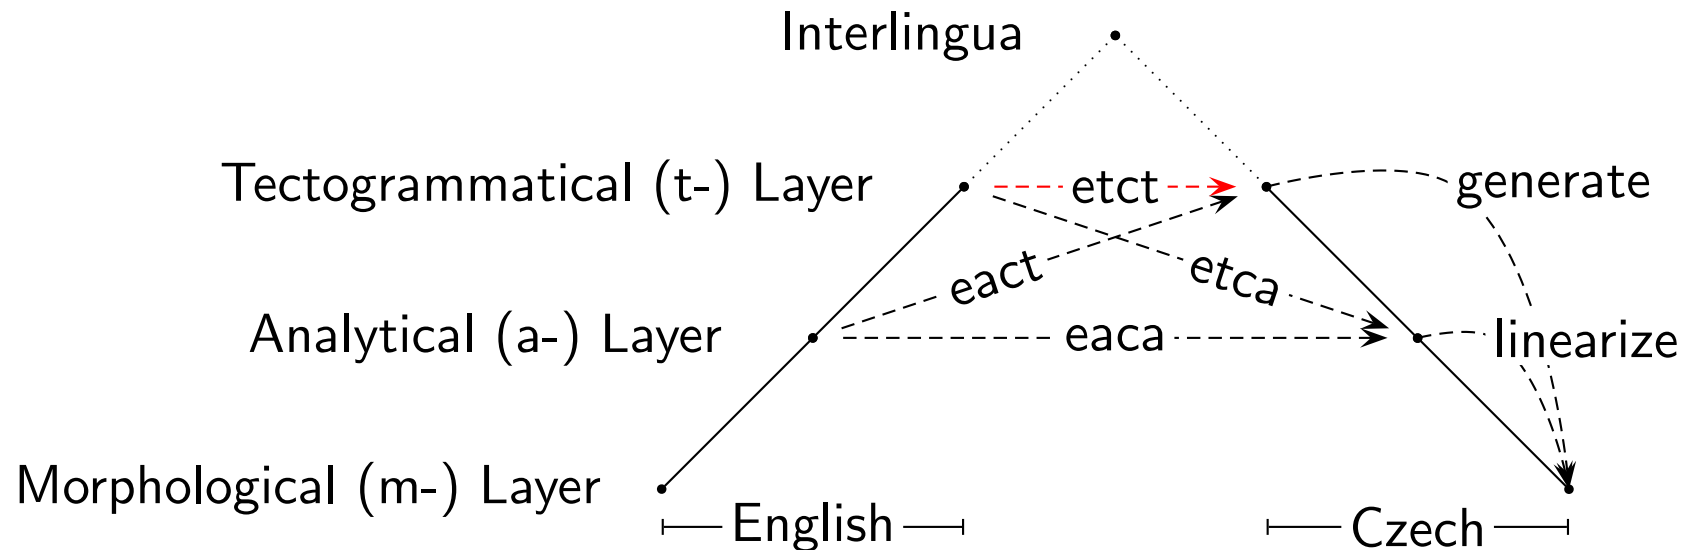 Interlingua
Tectogrammatical (t-) Layer
etct
generate
eact
etca
Analytical (a-) Layer
eaca
linearize
Morphological (m-) Layer
English
Czech